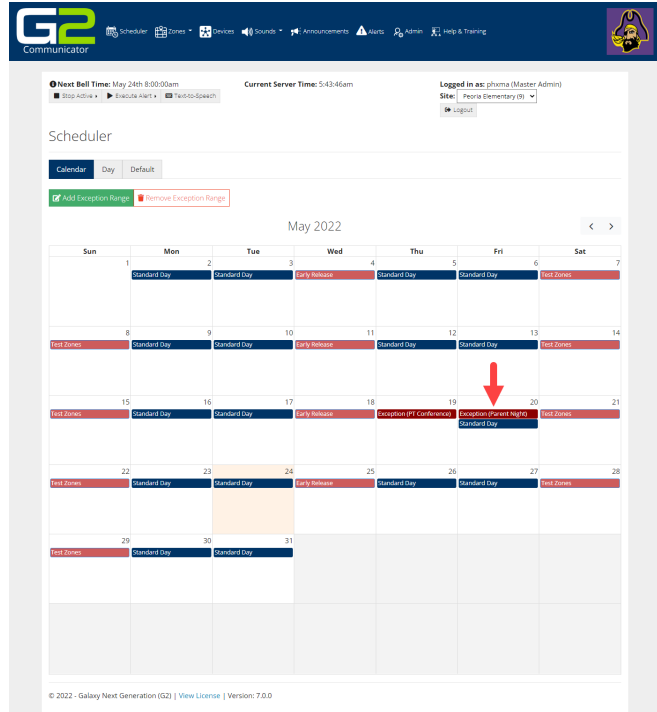 G2
Communicator
Scheduler Zones Devices Sounds Announcements Alerts Admin Help & Training
Next Bell Time: May 24th 8:00:00am Current Server Time: 5:43:46am Logged in as: phxma (Master Admin)
Stop Active Execute Alert Text-to-Speech Site: Peoria Elementary (9)
Logout
Scheduler
Calendar Day Default
Add Exception Range Remove Exception Range
May 2022
Sun Mon Tue Wed Thu Fri Sat
1 2 3 4 5 6 7
Standard Day Standard Day Early Release Standard Day Standard Day Test Zones
8 9 10 11 12 13 14
Test Zones Standard Day Standard Day Early Release Standard Day Standard Day Test Zones
15 16 17 18 19 20 21
Test Zones Standard Day Standard Day Early Release Exception (PT Conference) Exception (Parent Night) Test Zones
Standard Day
22 23 24 25 26 27 28
Test Zones Standard Day Standard Day Early Release Standard Day Standard Day Test Zones
29 30 31
Test Zones Standard Day Standard Day
© 2022 - Galaxy Next Generation (G2) | View License | Version: 7.0.0